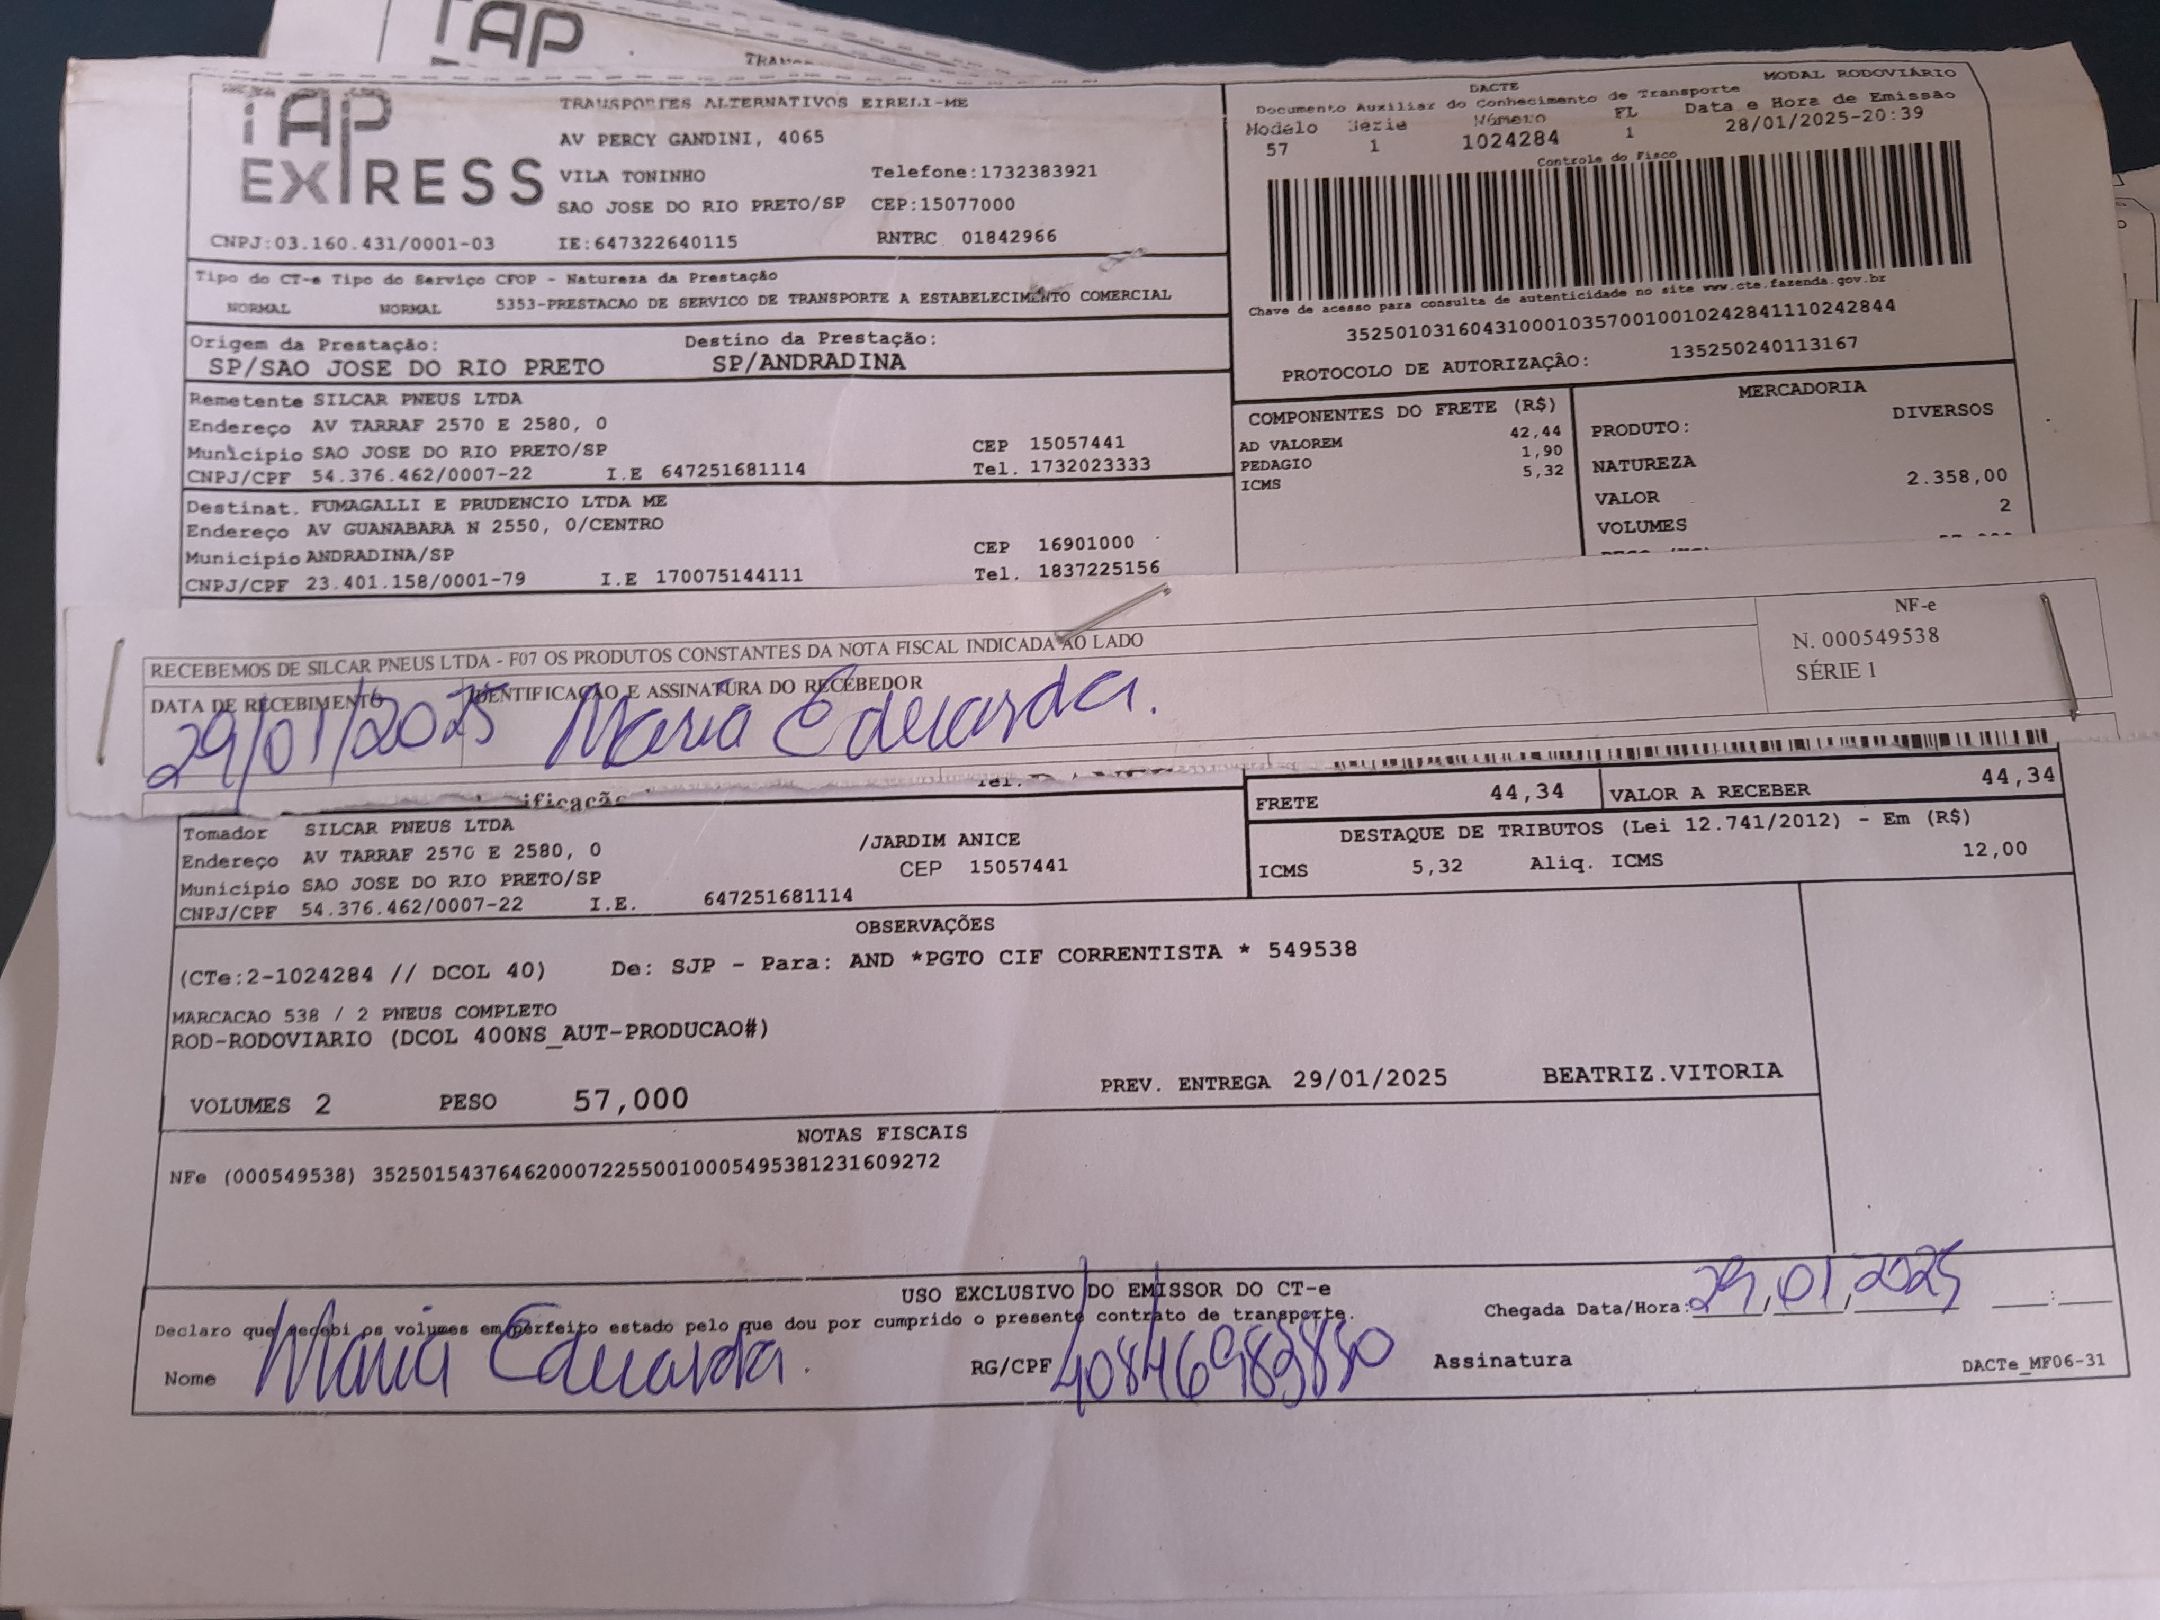 TAP
TRANSPORTES ALTERNATIVOS EIRELI-ME
AV PERCY GANDINI, 4065
TAP EXPRESS
VILA TONINHO Telefone:1732383921
SAO JOSE DO RIO PRETO/SP CEP:15077000
CNPJ:03.160.431/0001-03 IE:647322640115 RNTRC 01842966
DACTE MODAL RODOVIÁRIO
Documento Auxiliar do Conhecimento de Transporte
Modelo Série Número FL Data e Hora de Emissão
57 1 1024284 1 28/01/2025-20:39
Controle do Fisco
Chave de acesso para consulta de autenticidade no site www.cte.fazenda.gov.br
35250103160431000103570010010242841110242844
PROTOCOLO DE AUTORIZAÇÂO: 135250240113167
Tipo do CT-e Tipo do Serviço CFOP - Natureza da Prestação
NORMAL NORMAL 5353-PRESTACAO DE SERVICO DE TRANSPORTE A ESTABELECIMENTO COMERCIAL
Origem da Prestação: Destino da Prestação:
SP/SAO JOSE DO RIO PRETO SP/ANDRADINA
Remetente SILCAR PNEUS LTDA
Endereço AV TARRAF 2570 E 2580, 0
Município SAO JOSE DO RIO PRETO/SP CEP 15057441
CNPJ/CPF 54.376.462/0007-22 I.E 647251681114 Tel. 1732023333
Destinat. FUMAGALLI E PRUDENCIO LTDA ME
Endereço AV GUANABARA N 2550, 0/CENTRO
Município ANDRADINA/SP CEP 16901000
CNPJ/CPF 23.401.158/0001-79 I.E 170075144111 Tel. 1837225156
COMPONENTES DO FRETE (R$)
AD VALOREM 42,44
PEDAGIO 1,90
ICMS 5,32
MERCADORIA
PRODUTO: DIVERSOS
NATUREZA
VALOR 2.358,00
VOLUMES 2
RECEBEMOS DE SILCAR PNEUS LTDA - F07 OS PRODUTOS CONSTANTES DA NOTA FISCAL INDICADA AO LADO
NF-e
N. 000549538
SÉRIE 1
DATA DE RECEBIMENTO IDENTIFICAÇÃO E ASSINATURA DO RECEBEDOR
29/01/2025 Maria Eduarda.
Tel.
FRETE 44,34 VALOR A RECEBER 44,34
DESTAQUE DE TRIBUTOS (Lei 12.741/2012) - Em (R$)
ICMS 5,32 Aliq. ICMS 12,00
Tomador SILCAR PNEUS LTDA
Endereço AV TARRAF 2570 E 2580, 0 /JARDIM ANICE
Município SAO JOSE DO RIO PRETO/SP CEP 15057441
CNPJ/CPF 54.376.462/0007-22 I.E. 647251681114
OBSERVAÇÕES
(CTe:2-1024284 // DCOL 40) De: SJP - Para: AND *PGTO CIF CORRENTISTA * 549538
MARCACAO 538 / 2 PNEUS COMPLETO
ROD-RODOVIARIO (DCOL 400NS_AUT-PRODUCAO#)
VOLUMES 2 PESO 57,000 PREV. ENTREGA 29/01/2025 BEATRIZ.VITORIA
NOTAS FISCAIS
NFe (000549538) 35250154376462000722550010005495381231609272
USO EXCLUSIVO DO EMISSOR DO CT-e
Declaro que recebi os volumes em perfeito estado pelo que dou por cumprido o presente contrato de transporte. Chegada Data/Hora: 29/01/2025 :
Nome Maria Eduarda. RG/CPF 40846983830 Assinatura DACTe_MF06-31